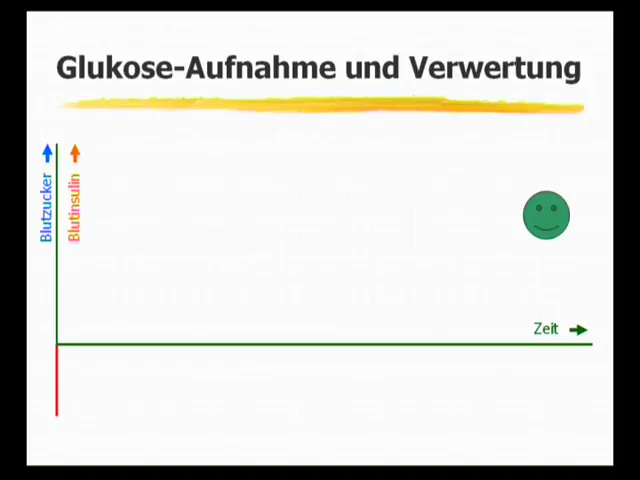 Glukose-Aufnahme und Verwertung
Blutzucker
Blutinsulin
Zeit